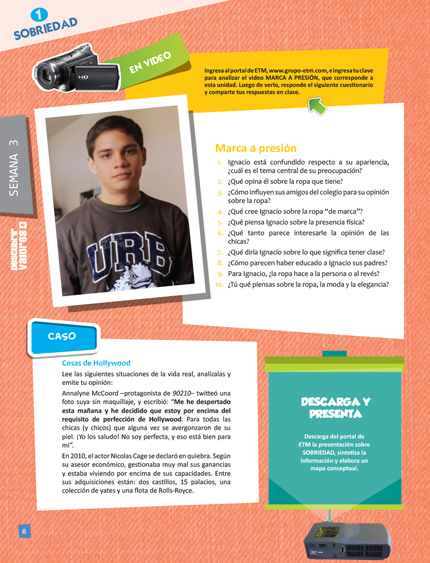 1
SOBRIEDAD
HD
EN VIDEO
Ingresa al portal de ETM, www.grupo-etm.com, e ingresa tu clave
para analizar el video MARCA A PRESIÓN, que corresponde a
esta unidad. Luego de verlo, responde el siguiente cuestionario
y comparte tus respuestas en clase.
SEMANA 3
Valores
URB
Marca a presión
1. Ignacio está confundido respecto a su apariencia,
¿cuál es el tema central de su preocupación?
2. ¿Qué opina él sobre la ropa que tiene?
3. ¿Cómo influyen sus amigos del colegio para su opinión
sobre la ropa?
4. ¿Qué cree Ignacio sobre la ropa “de marca”?
5. ¿Qué piensa Ignacio sobre la presencia física?
6. ¿Qué tanto parece interesarle la opinión de las
chicas?
7. ¿Qué diría Ignacio sobre lo que significa tener clase?
8. ¿Cómo parecen haber educado a Ignacio sus padres?
9. Para Ignacio, ¿la ropa hace a la persona o al revés?
10. ¿Tú qué piensas sobre la ropa, la moda y la elegancia?
CASO
Cosas de Hollywood
Lee las siguientes situaciones de la vida real, analízalas y
emite tu opinión:
Annalyne McCoord –protagonista de 90210– twitteó una
foto suya sin maquillaje, y escribió: “Me he despertado
esta mañana y he decidido que estoy por encima del
requisito de perfección de Hollywood. Para todas las
chicas (y chicos) que alguna vez se avergonzaron de su
piel. ¡Yo los saludo! No soy perfecta, y eso está bien para
mí”.
En 2010, el actor Nicolas Cage se declaró en quiebra. Según
su asesor económico, gestionaba muy mal sus ganancias
y estaba viviendo por encima de sus capacidades. Entre
sus adquisiciones están: dos castillos, 15 palacios, una
colección de yates y una flota de Rolls-Royce.
DESCARGA Y
PRESENTA
Descarga del portal de
ETM la presentación sobre
SOBRIEDAD, sintetiza la
información y elabora un
mapa conceptual.
8